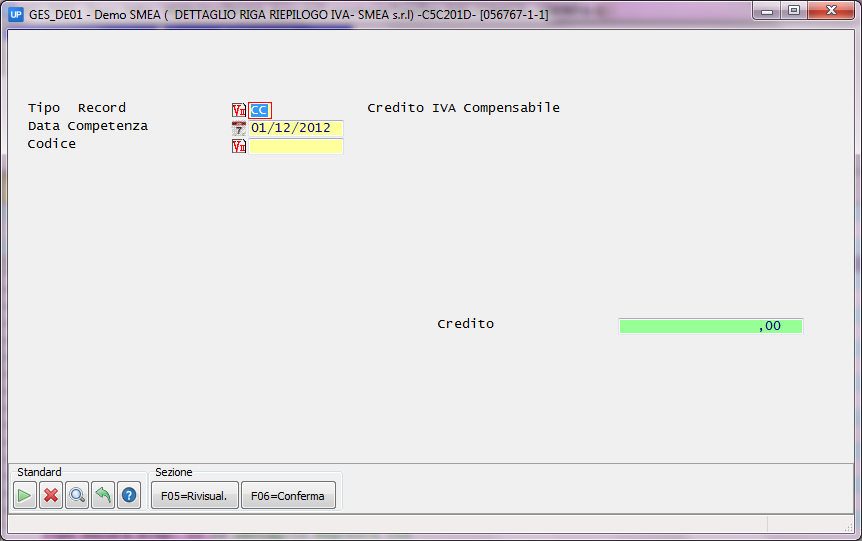 UP GES_DE01 - Demo SMEA ( DETTAGLIO RIGA RIEPILOGO IVA- SMEA s.r.l) -C5C201D- [056767-1-1]
Tipo Record CC Credito IVA Compensabile
Data Competenza 7 01/12/2012
Codice
Credito ,00
Standard Sezione
? F05=Rivisual. F06=Conferma